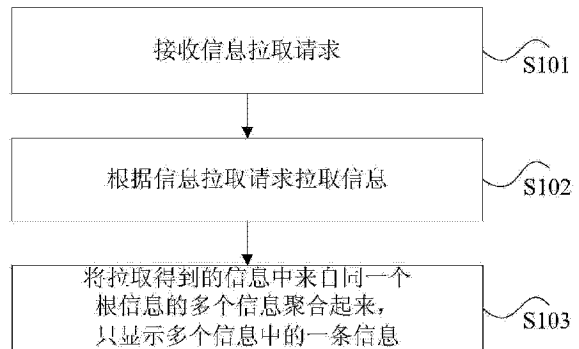 接收信息拉取请求
S101
根据信息拉取请求拉取信息
S102
将拉取得到的信息中来自同一个
根信息的多个信息聚合起来，
只显示多个信息中的一条信息
S103